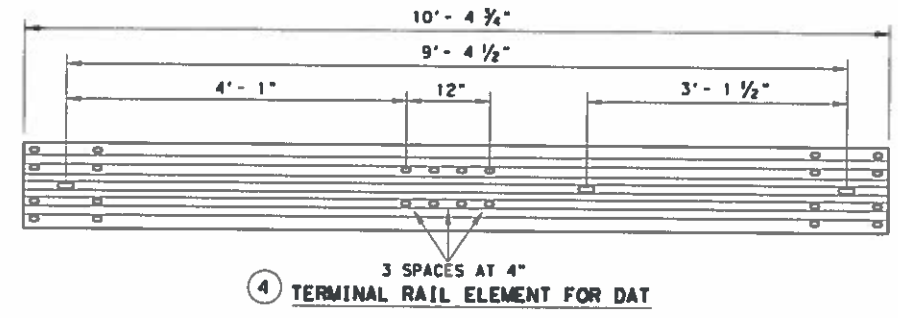 10'- 4 3/4"
9'- 4 1/2"
4'- 1" 12" 3'- 1 1/2"
3 SPACES AT 4"
4 TERMINAL RAIL ELEMENT FOR DAT